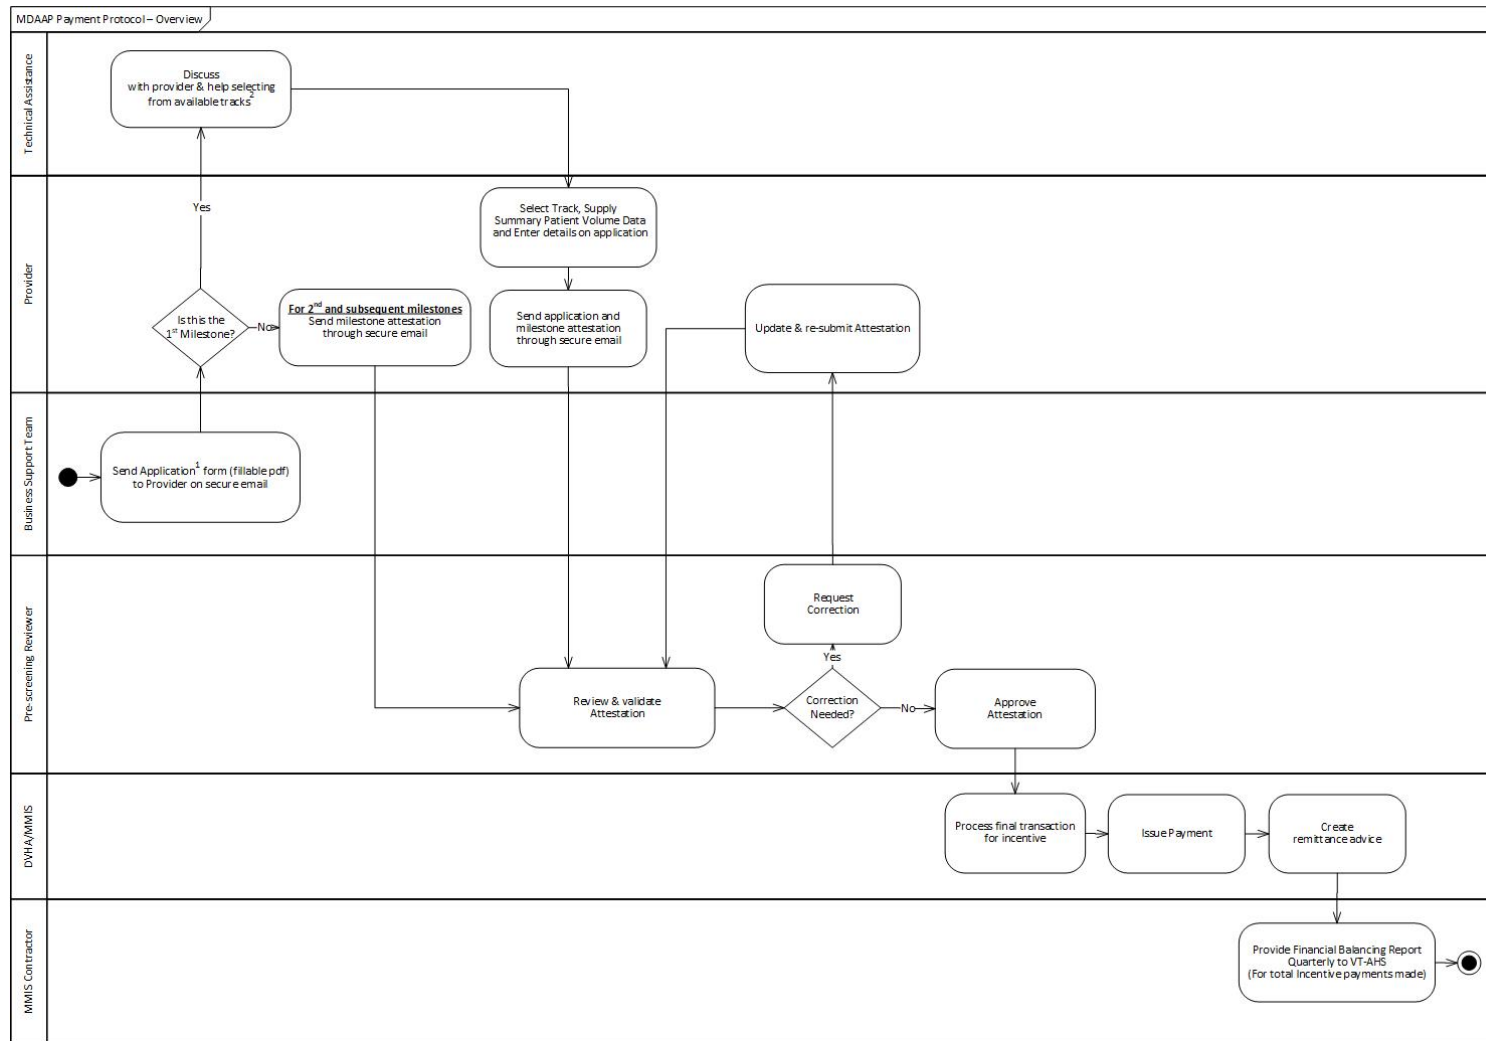 MDAAP Payment Protocol – Overview
Technical Assistance
Discuss
with provider & help selecting
from available tracks2
Provider
Yes
Is this the
1st Milestone?
No
For 2nd and subsequent milestones
Send milestone attestation
through secure email
Select Track, Supply
Summary Patient Volume Data
and Enter details on application
Send application and
milestone attestation
through secure email
Update & re-submit Attestation
Business Support Team
Send Application1 form (fillable pdf)
to Provider on secure email
Pre-screening Reviewer
Request
Correction
Yes
Review & validate
Attestation
Correction
Needed?
No
Approve
Attestation
DVHA/MMIS
Process final transaction
for incentive
Issue Payment
Create
remittance advice
MMIS Contractor
Provide Financial Balancing Report
Quarterly to VT-AHS
(For total Incentive payments made)